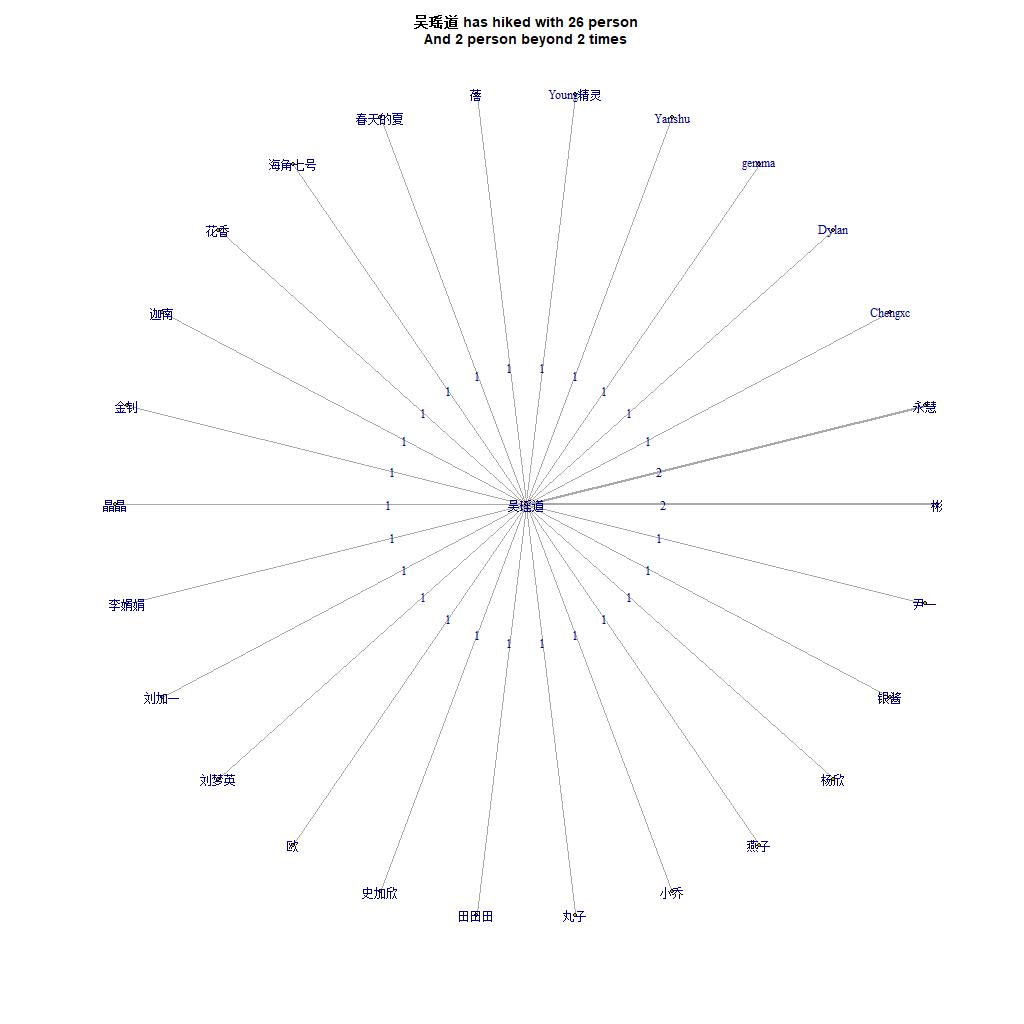 吴瑶道 has hiked with 26 person
And 2 person beyond 2 times
蓓
Young精灵
春天的夏
Yanshu
海角七号
gemma
花香
Dylan
迦南
Chengxc
1 1
1 1
1 1
金钊
1 1
永慧
1 1
1 2
晶晶
1
吴瑶道
2
彬
1 1
1 1
李娟娟
1 1
尹一
1 1
1 1
1 1
刘加一
银酱
刘梦英
杨欣
欧
燕子
史加欣
小乔
田田田
丸子